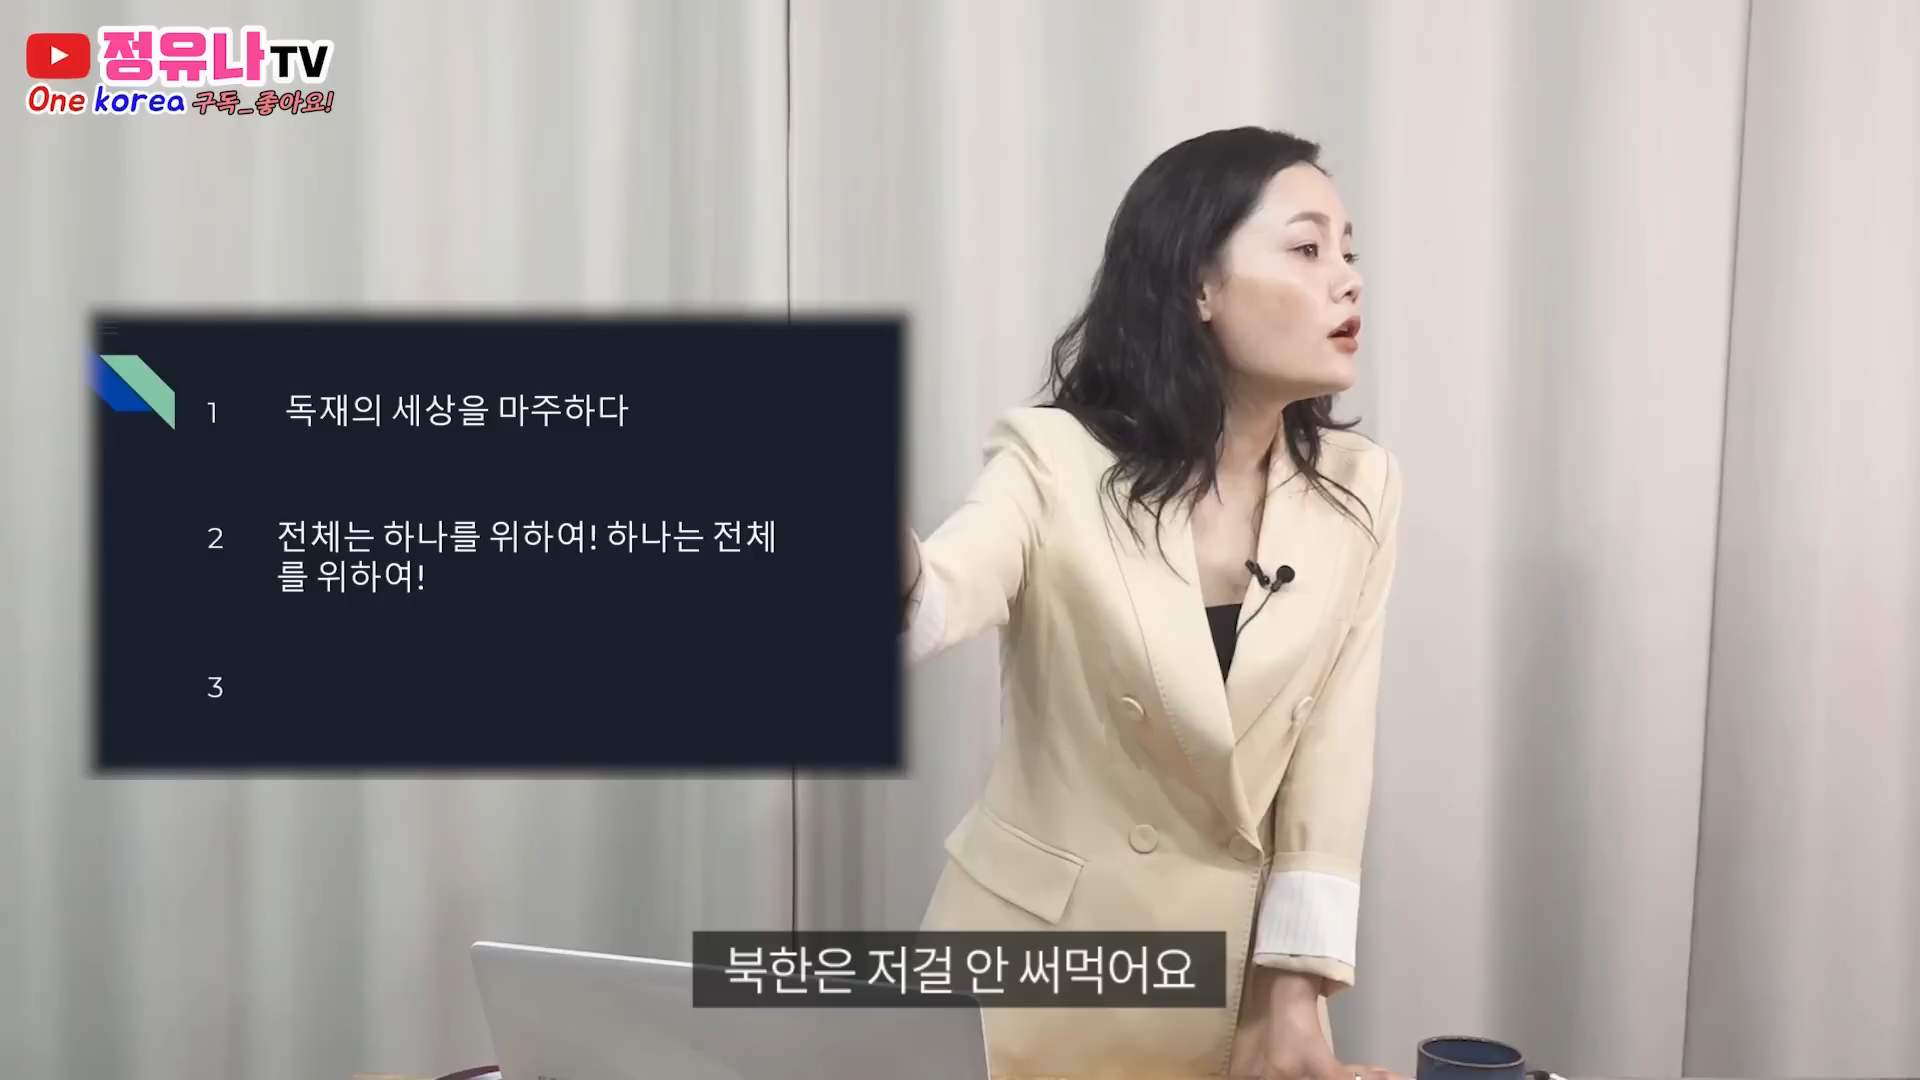 정유나TV
One korea 구독_좋아요!
1 독재의 세상을 마주하다
2 전체는 하나를 위하여! 하나는 전체
를 위하여!
3
북한은 저걸 안 써먹어요